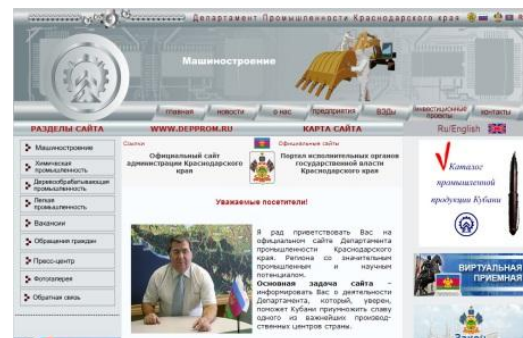 Департамент Промышленности Краснодарского края
Машиностроение
главная новости о нас предприятия ВЭДы инвестиционные проекты контакты
РАЗДЕЛЫ САЙТА WWW.DEPPROM.RU КАРТА САЙТА Ru/English
Машиностроение
Химическая
промышленность
Деревообрабатывающая
промышленность
Легкая
промышленность
Вакансии
Обращения граждан
Пресс-центр
Фотогалерея
Обратная связь
Ссылки Официальные сайты
Официальный сайт
администрации Краснодарского
края
Портал исполнительных органов
государственной власти
Краснодарского края
Уважаемые посетители!
Я рад приветствовать Вас на
официальном сайте Департамента
промышленности Краснодарского
края. Региона со значительным
промышленным и научным
потенциалом.
Основная задача сайта -
информировать Вас о деятельности
Департамента, который, уверен,
поможет Кубани приумножить славу
одного из важнейших производ-
ственных центров страны.
Каталог
промышленной
продукции Кубани
ВИРТУАЛЬНАЯ
ПРИЕМНАЯ